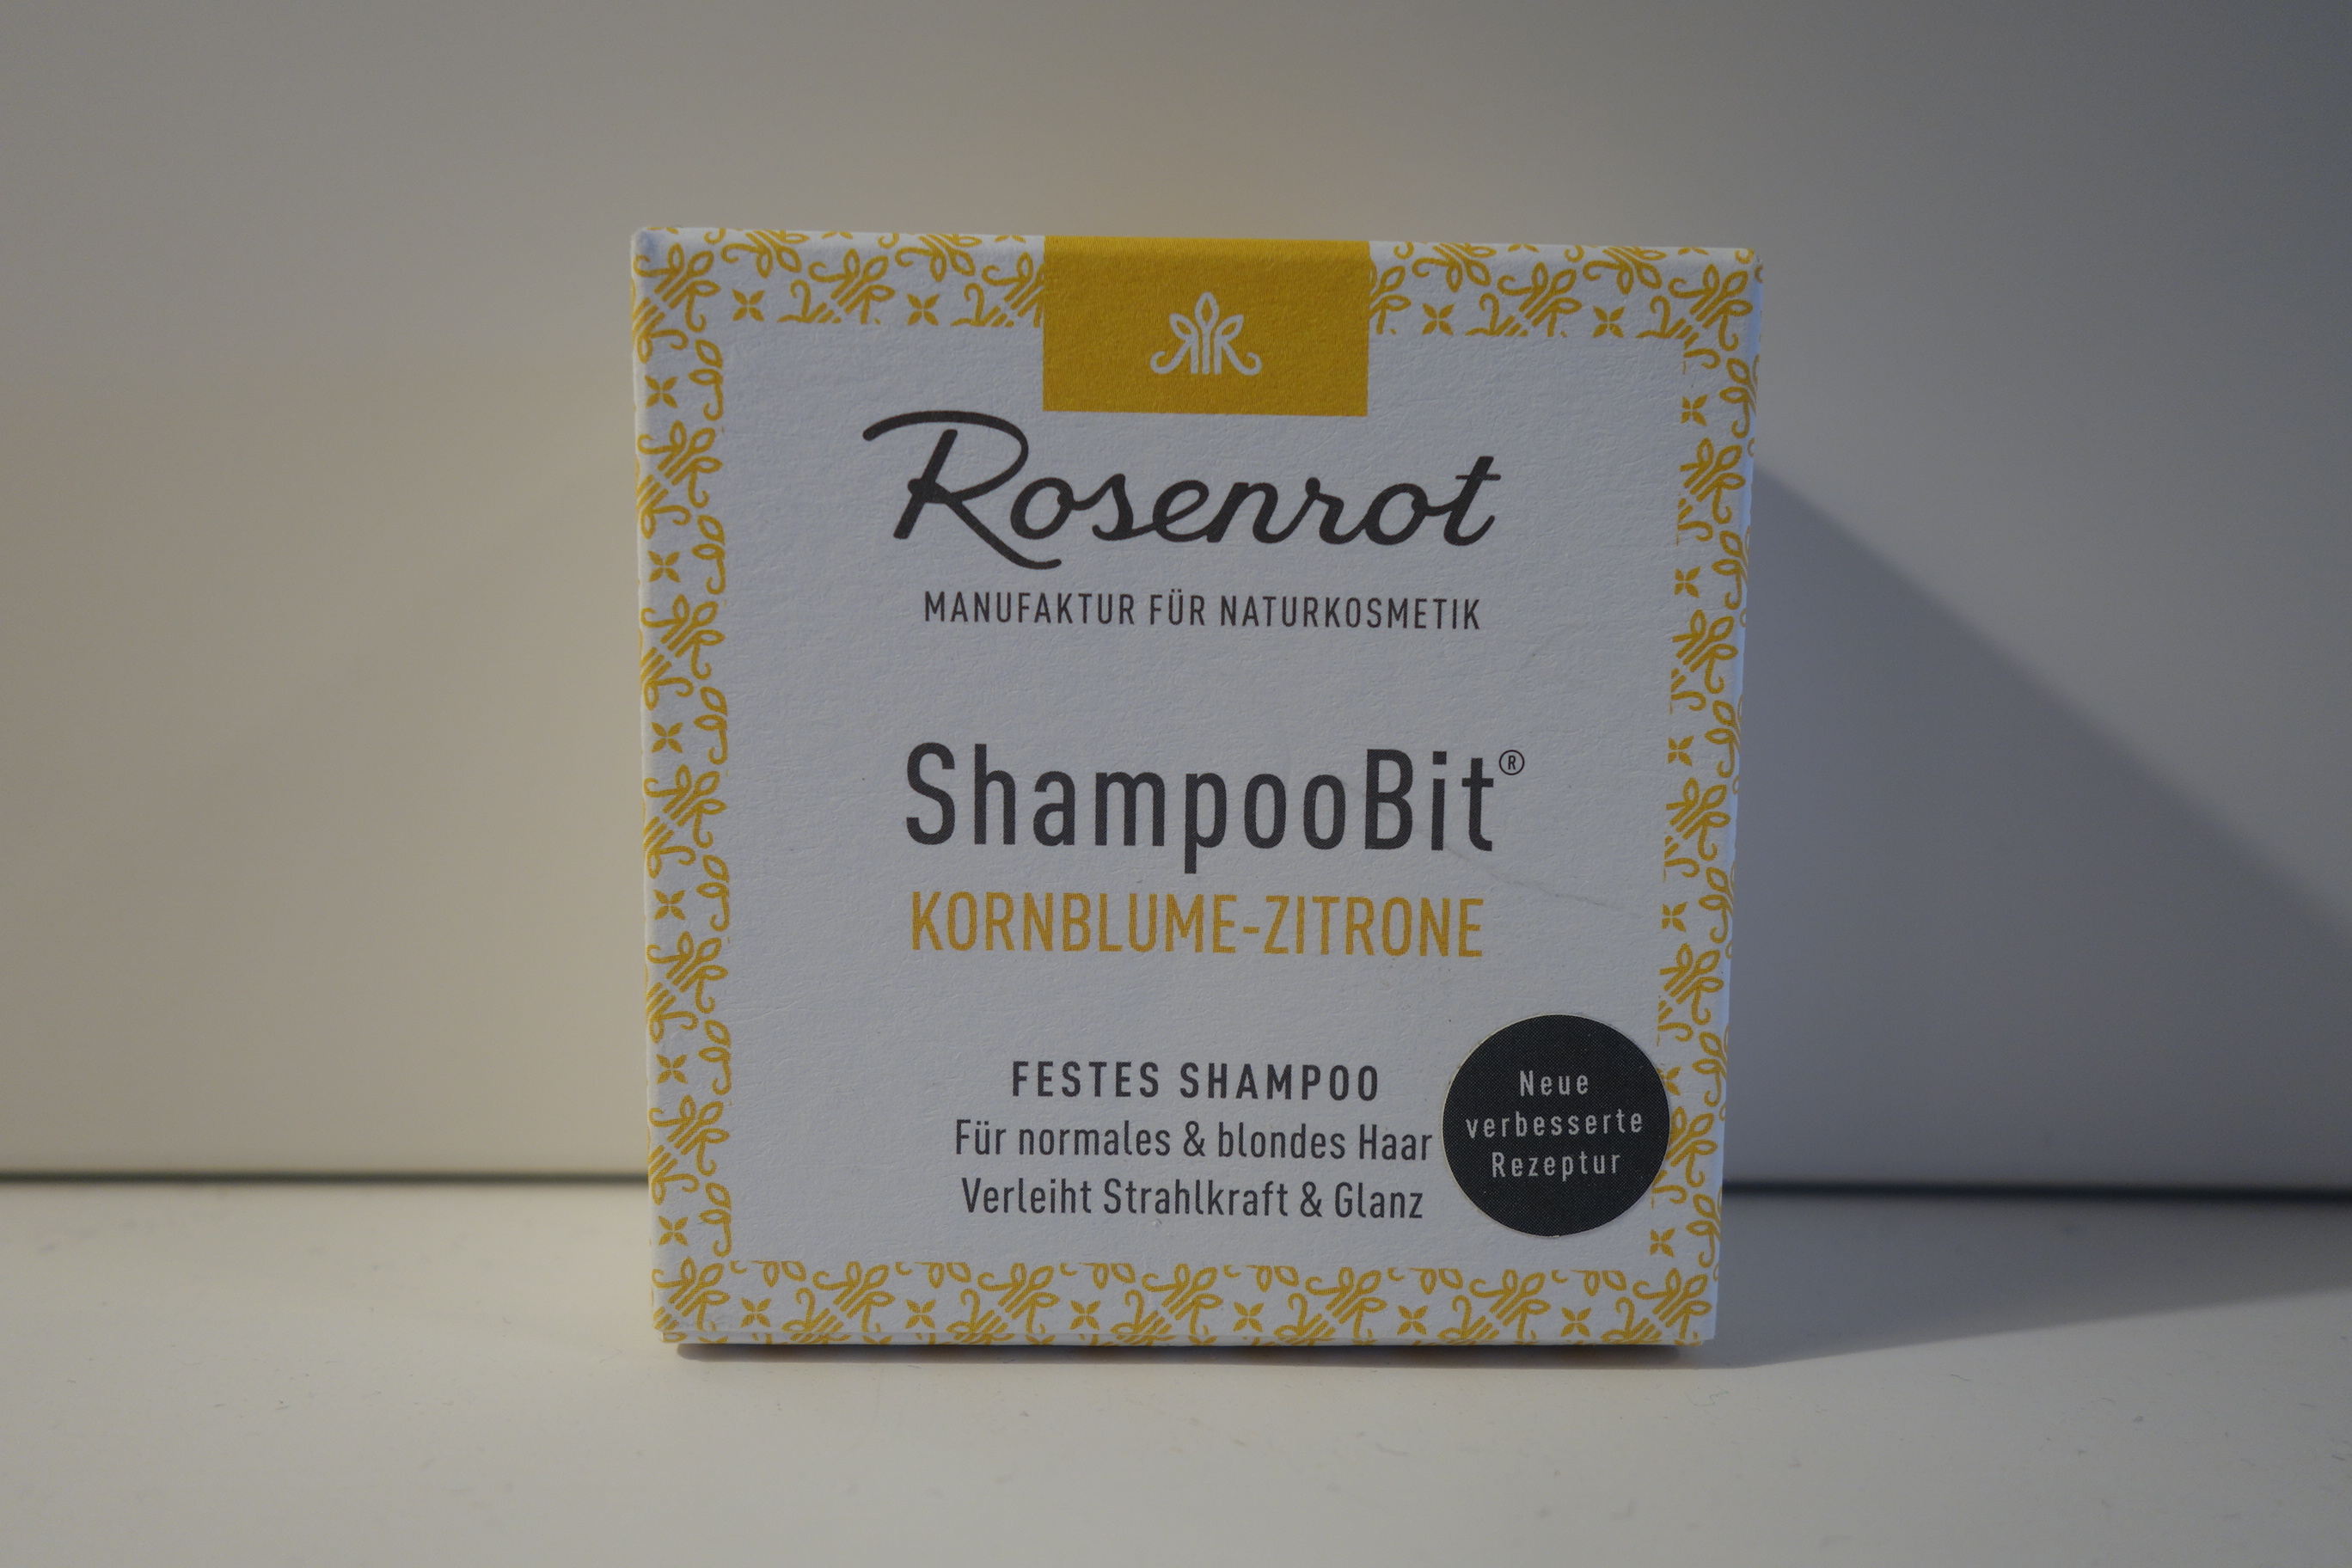 Rosenrot
MANUFAKTUR FÜR NATURKOSMETIK
ShampooBit®
KORNBLUME-ZITRONE
FESTES SHAMPOO
Für normales & blondes Haar
Verleiht Strahlkraft & Glanz
Neue
verbesserte
Rezeptur